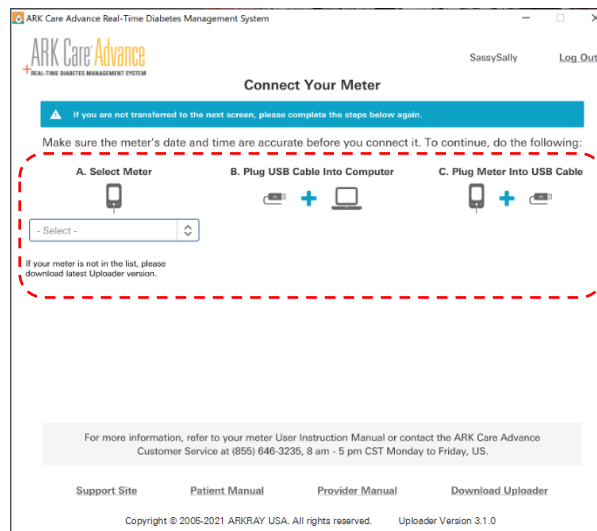 ARK Care Advance Real-Time Diabetes Management System
ARK Care Advance
REAL-TIME DIABETES MANAGEMENT SYSTEM
SassySally
Log Out
Connect Your Meter
If you are not transferred to the next screen, please complete the steps below again.
Make sure the meter's date and time are accurate before you connect it. To continue, do the following:
A. Select Meter
B. Plug USB Cable Into Computer
C. Plug Meter Into USB Cable
- Select -
If your meter is not in the list, please
download latest Uploader version.
For more information, refer to your meter User Instruction Manual or contact the ARK Care Advance
Customer Service at (855) 646-3235, 8 am - 5 pm CST Monday to Friday, US.
Support Site
Patient Manual
Provider Manual
Download Uploader
Copyright © 2005-2021 ARKRAY USA. All rights reserved.
Uploader Version 3.1.0